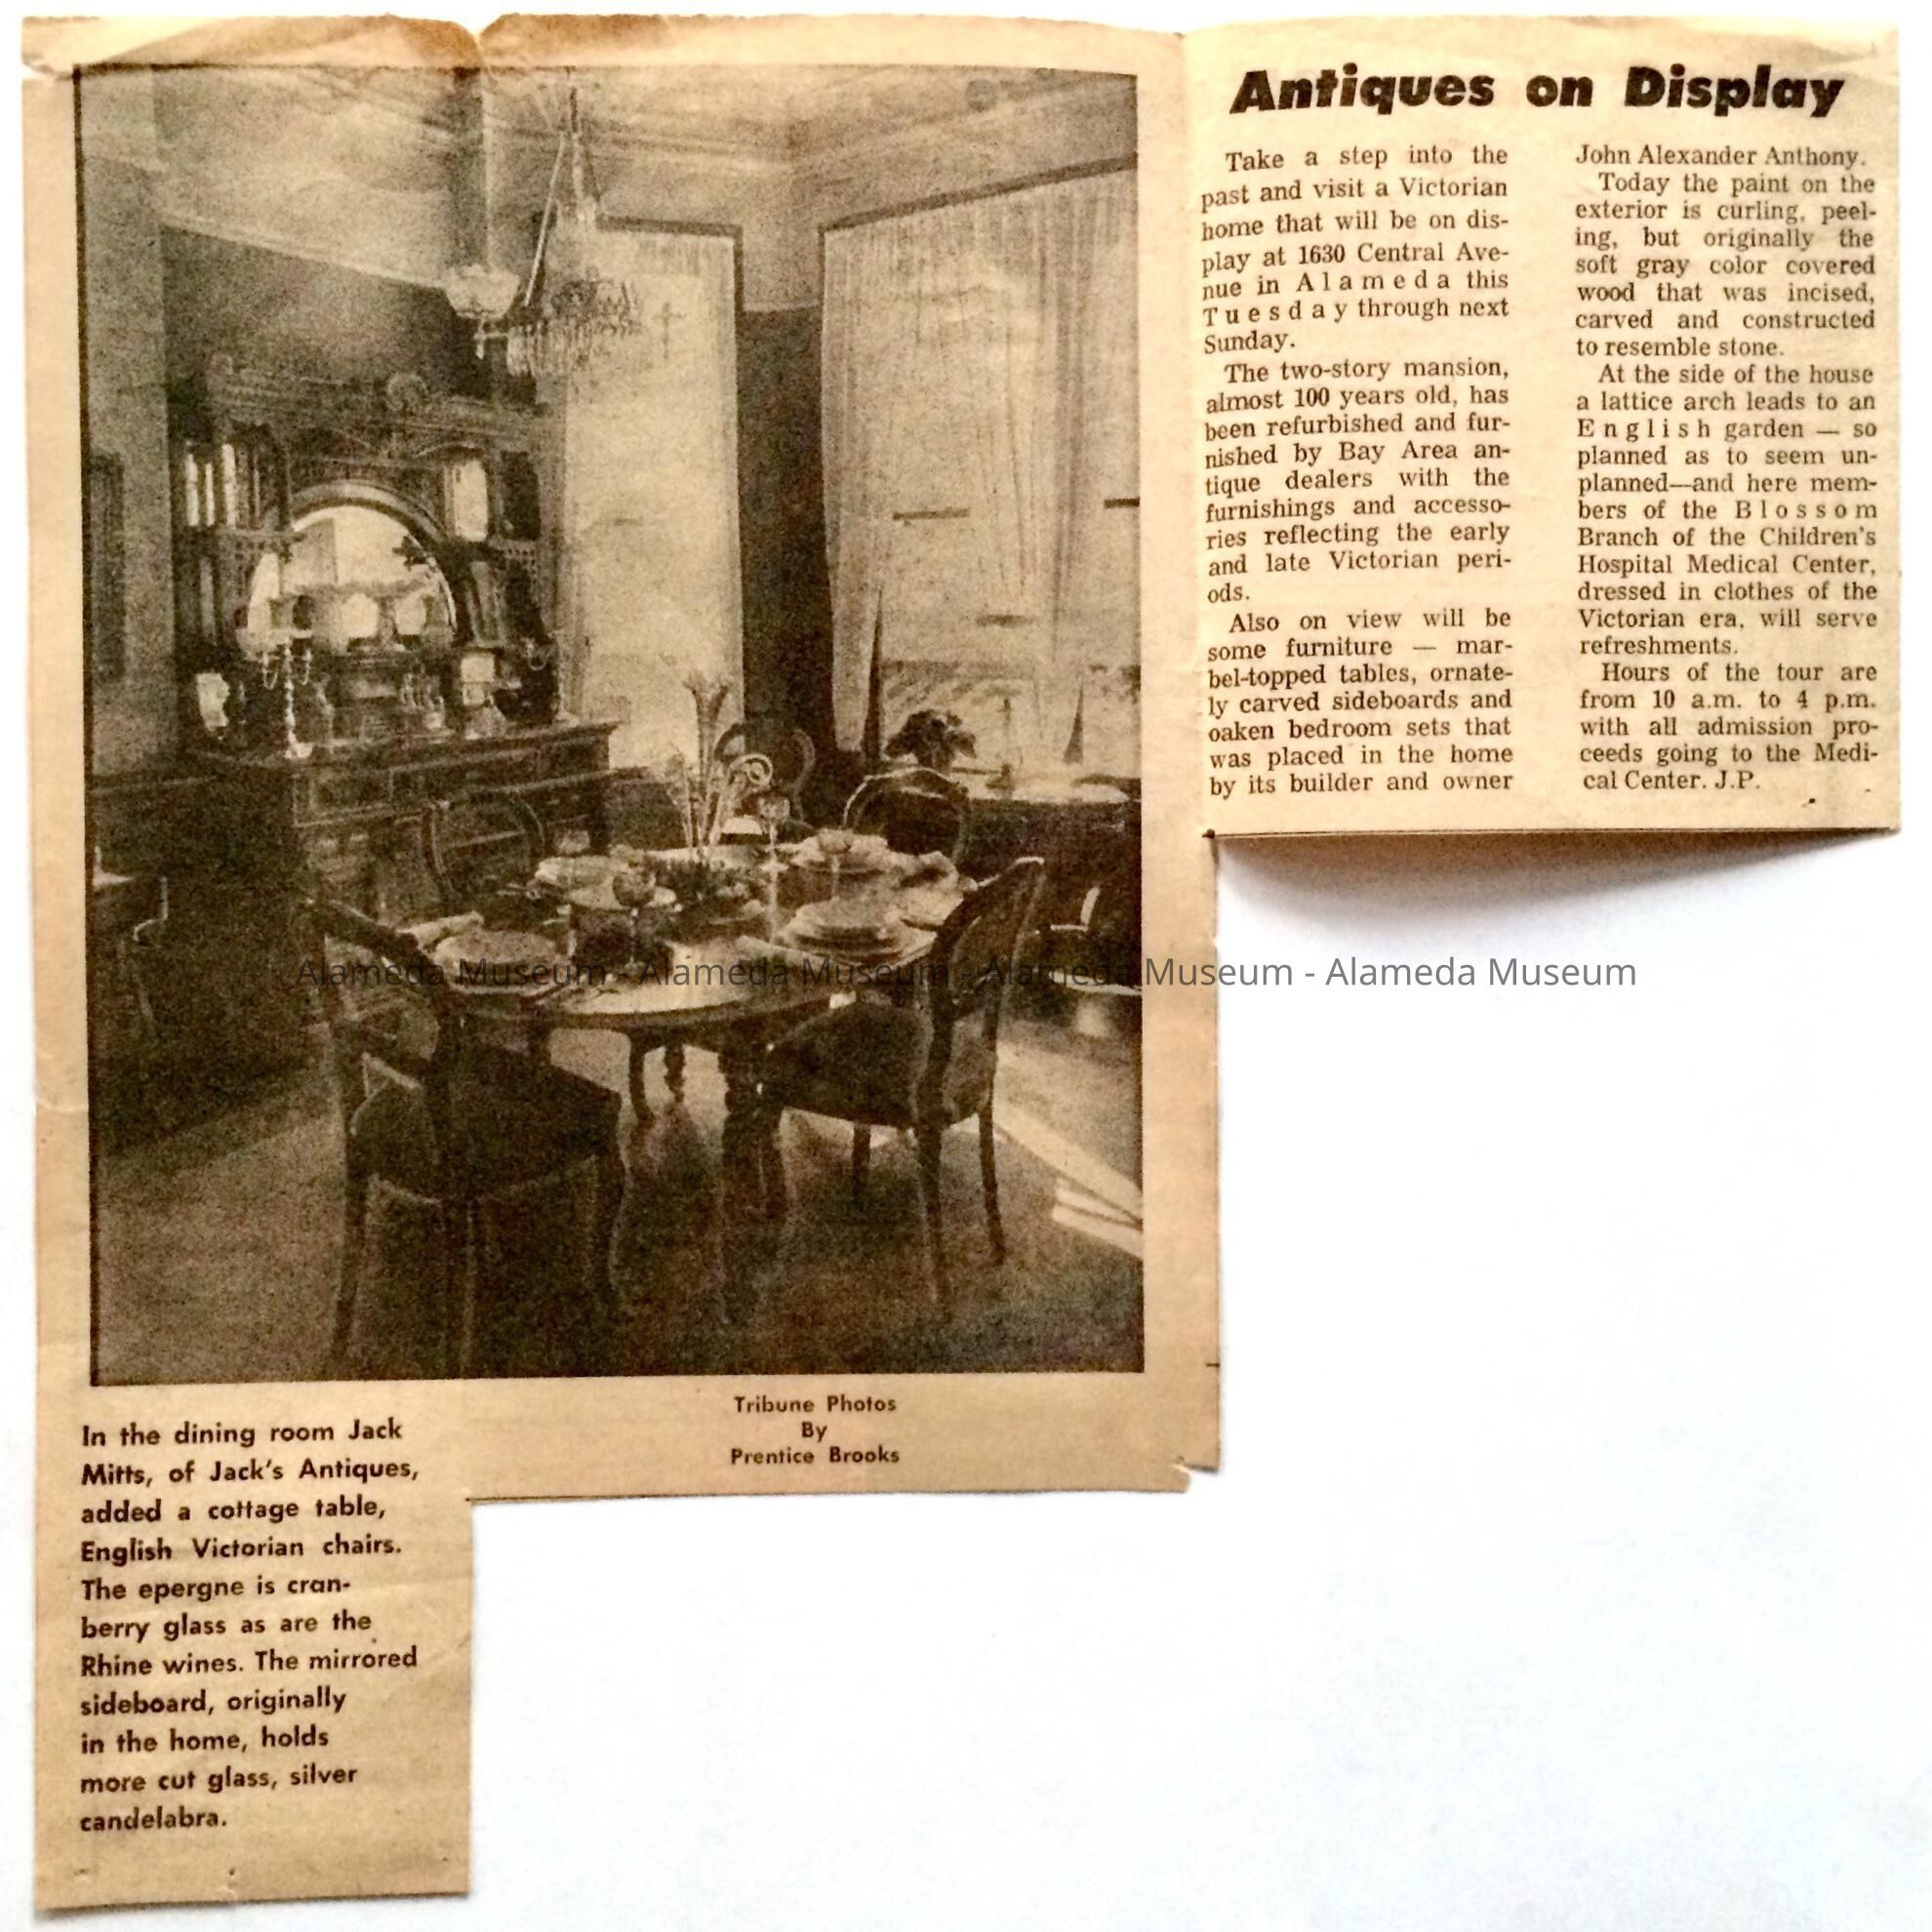 Antiques on Display
Take a step into the
past and visit a Victorian
home that will be on dis-
play at 1630 Central Ave-
nue in Alameda this
Tuesday through next
Sunday.
The two-story mansion,
almost 100 years old, has
been refurbished and fur-
nished by Bay Area an-
tique dealers with the
furnishings and accesso-
ries reflecting the early
and late Victorian peri-
ods.
Also on view will be
some furniture — mar-
bel-topped tables, ornate-
ly carved sideboards and
oaken bedroom sets that
was placed in the home
by its builder and owner
John Alexander Anthony.
Today the paint on the
exterior is curling, peel-
ing, but originally the
soft gray color covered
wood that was incised,
carved and constructed
to resemble stone.
At the side of the house
a lattice arch leads to an
English garden — so
planned as to seem un-
planned—and here mem-
bers of the Blossom
Branch of the Children's
Hospital Medical Center,
dressed in clothes of the
Victorian era, will serve
refreshments.
Hours of the tour are
from 10 a.m. to 4 p.m.
with all admission pro-
ceeds going to the Medi-
cal Center. J.P.
Alameda Museum - Alameda Museum - Alameda Museum - Alameda Museum
Tribune Photos
By
Prentice Brooks
In the dining room Jack
Mitts, of Jack's Antiques,
added a cottage table,
English Victorian chairs.
The epergne is cran-
berry glass as are the
Rhine wines. The mirrored
sideboard, originally
in the home, holds
more cut glass, silver
candelabra.